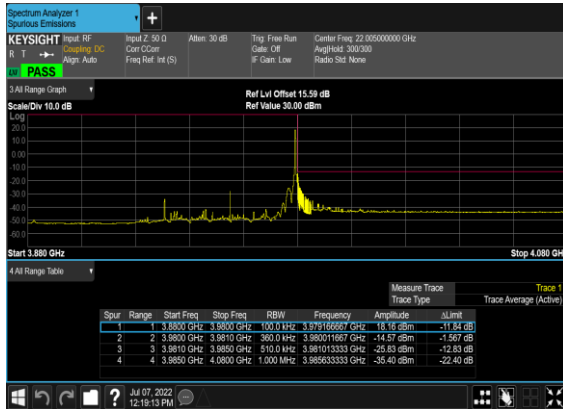 Spectrum Analyzer 1
Spurious Emissions
KEYSIGHT Input: RF Input Z: 50 Ω Atten: 30 dB Trig: Free Run Center Freq: 22.005000000 GHz
R T Coupling: DC Corr CCorr Gate: Off Avg|Hold: 300/300
Align: Auto Freq Ref: Int (S) IF Gain: Low Radio Std: None
PASS
3 All Range Graph
Ref Lvl Offset 15.59 dB
Scale/Div 10.0 dB Ref Value 30.00 dBm
Log
20.0
10.0
0.00
-10.0
-20.0
-30.0
-40.0
-50.0
-60.0
Start 3.880 GHz Stop 4.080 GH
4 All Range Table
Measure Trace Trace 1
Trace Type Trace Average (Active)
Spur Range Start Freq Stop Freq RBW Frequency Amplitude ΔLimit
1 1 3.8800 GHz 3.9800 GHz 100.0 kHz 3.979166667 GHz 18.16 dBm -11.84 dB
2 2 3.9800 GHz 3.9810 GHz 360.0 kHz 3.980011667 GHz -14.57 dBm -1.567 dB
3 3 3.9810 GHz 3.9850 GHz 510.0 kHz 3.981013333 GHz -25.83 dBm -12.83 dB
4 4 3.9850 GHz 4.0800 GHz 1.000 MHz 3.985633333 GHz -35.40 dBm -22.40 dB
Jul 07, 2022
12:19:13 PM